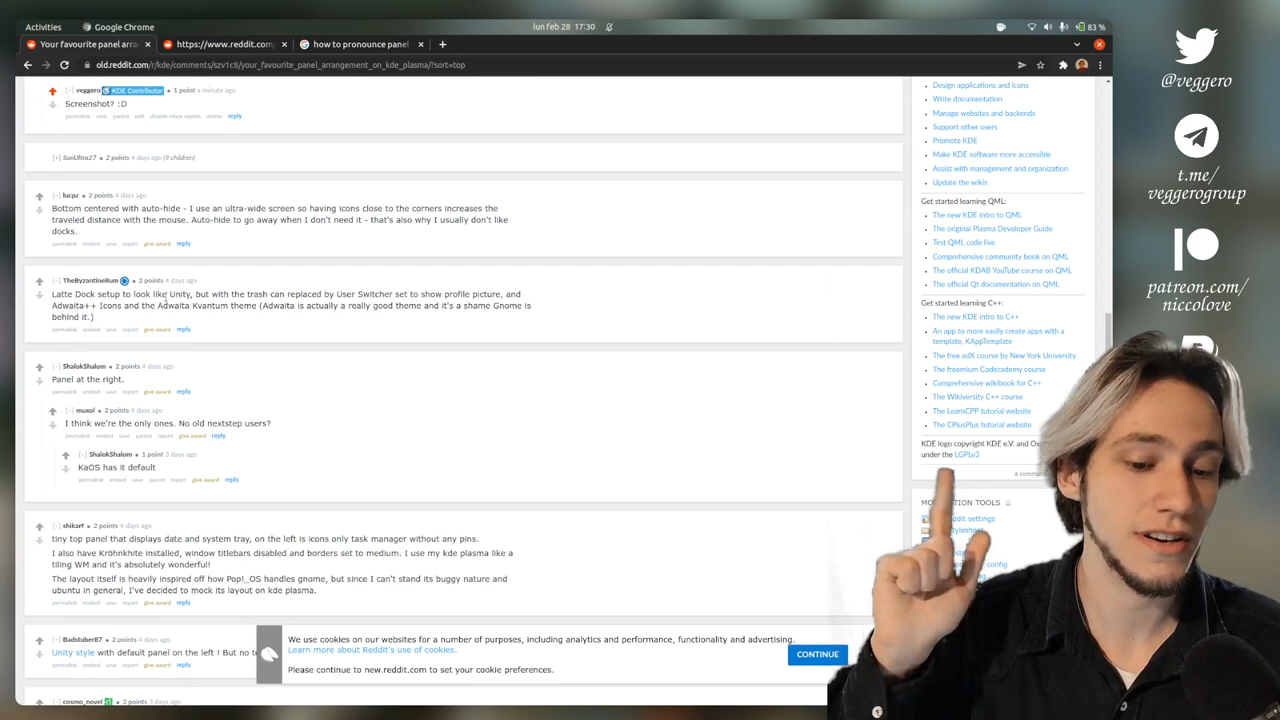 Activities
Google Chrome
lun feb 28 17:30
83 %
Your favourite panel arra
https://www.reddit.com/
how to pronounce panel
old.reddit.com/r/kde/comments/szv1c8/your_favourite_panel_arrangement_on_kde_plasma/?sort=top
[-] veggero KDE Contributor • 1 point a minute ago
Screenshot? :D
permalink save parent edit disable inbox replies delete reply
[+] SunUltra27 • 2 points 4 days ago (9 children)
[-] lucpz • 2 points 4 days ago
Bottom centered with auto-hide - I use an ultra-wide screen so having icons close to the corners increases the
traveled distance with the mouse. Auto-hide to go away when I don't need it - that's also why I usually don't like
docks.
permalink embed save report give award reply
[-] TheByzantineRum • 2 points 4 days ago
Latte Dock setup to look like Unity, but with the trash can replaced by User Switcher set to show profile picture, and
Adwaita++ Icons and the Adwaita Kvantum theme (Adwaita is actually a really good theme and it's a shame Gnome is
behind it.)
permalink embed save report give award reply
[-] ShalokShalom • 2 points 4 days ago
Panel at the right.
permalink embed save report give award reply
[-] muxol • 2 points 4 days ago
I think we're the only ones. No old nextstep users?
permalink embed save parent report give award reply
[-] ShalokShalom • 1 point 3 days ago
KaOS has it default
permalink embed save parent report give award reply
[-] shikarf • 2 points 4 days ago
tiny top panel that displays date and system tray, on the left is icons only task manager without any pins.
I also have Kröhnkhite installed, window titlebars disabled and borders set to medium. I use my kde plasma like a
tiling WM and it's absolutely wonderful!
The layout itself is heavily inspired off how Pop!_OS handles gnome, but since I can't stand its buggy nature and
ubuntu in general, I've decided to mock its layout on kde plasma.
permalink embed save report give award reply
[-] Badstuber87 • 2 points 4 days ago
Unity style with default panel on the left ! But no
permalink embed save report give award
[-] cosmo_novel • 2 points 3 days ago
We use cookies on our websites for a number of purposes, including analytics and performance, functionality and advertising.
Learn more about Reddit's use of cookies.
Please continue to new.reddit.com to set your cookie preferences.
CONTINUE
Design applications and icons
Write documentation
Manage websites and backends
Support other users
Promote KDE
Make KDE software more accessible
Assist with management and organization
Update the wikis
Get started learning QML:
The new KDE intro to QML
The original Plasma Developer Guide
Test QML code live
Comprehensive community book on QML
The official KDAB YouTube course on QML
The official Qt documentation on QML
Get started learning C++:
The new KDE intro to C++
An app to more easily create apps with a
template, KAppTemplate
The free edX course by New York University
The freemium Codecademy course
Comprehensive wikibook for C++
The Wikiversity C++ course
The LearnCPP tutorial website
The CPlusPlus tutorial website
KDE logo copyright KDE e.V. and
under the LGPLv3
TOOLS
settings
config
@veggero
t.me/
veggerogroup
patreon.com/
niccolove